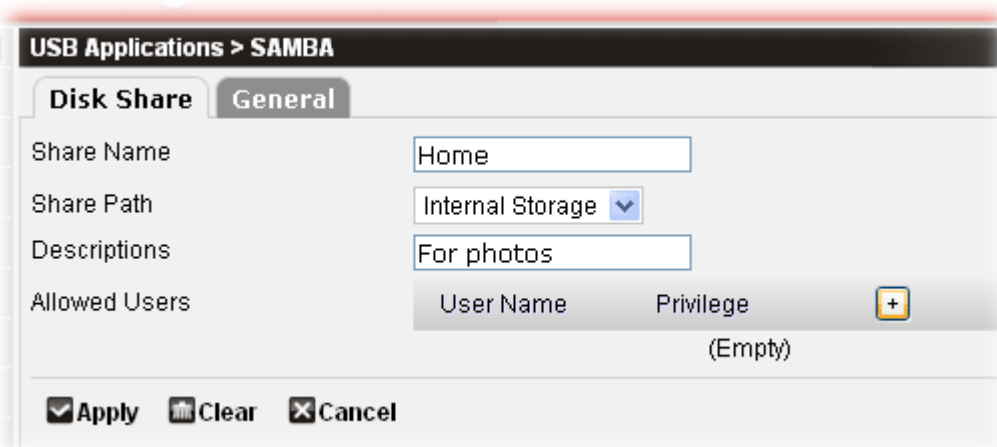 USB Applications > SAMBA
Disk Share General
Share Name Home
Share Path Internal Storage
Descriptions For photos
Allowed Users User Name Privilege +
(Empty)
Apply Clear Cancel